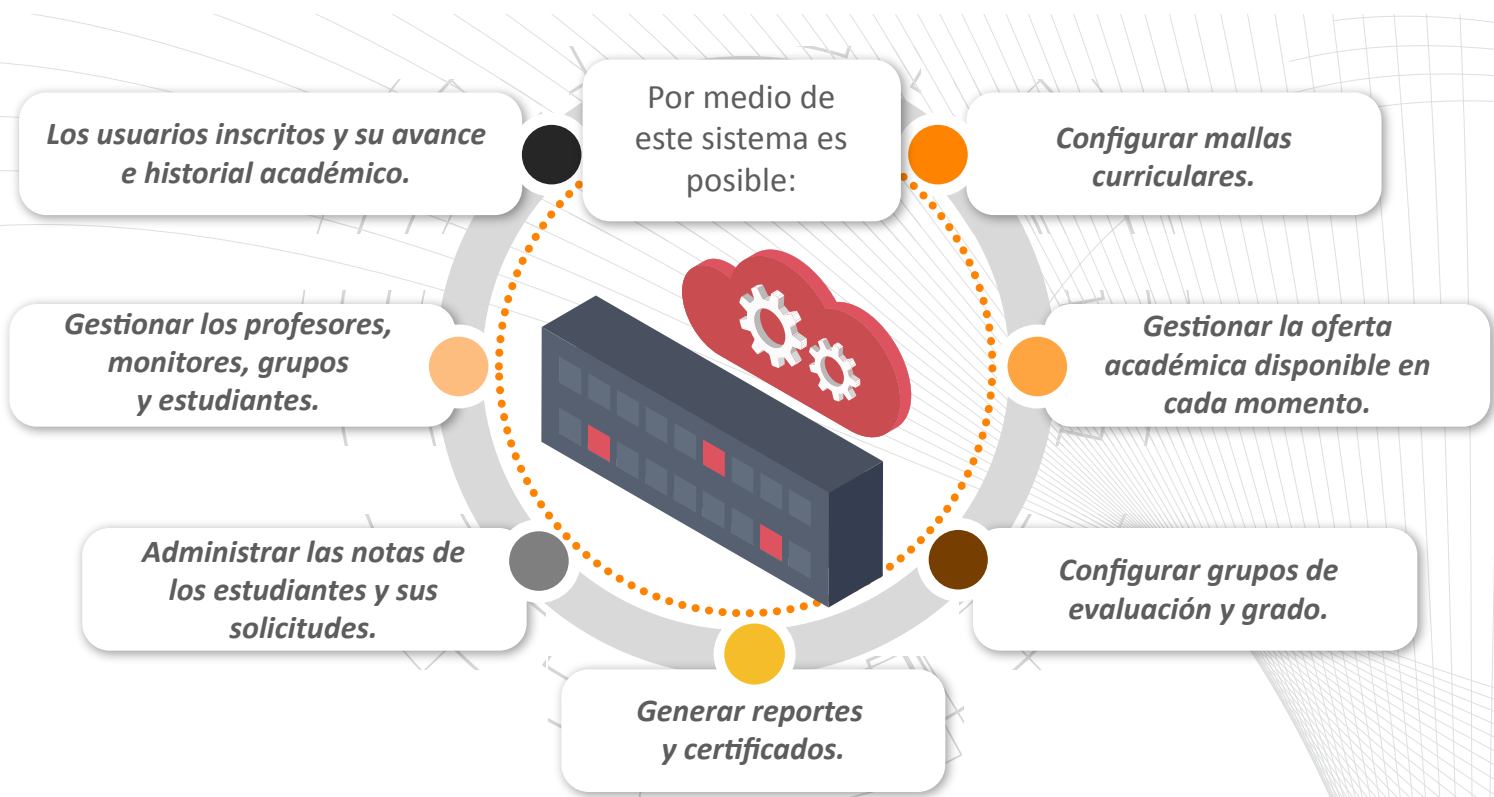 Por medio de
este sistema es
posible:
Los usuarios inscritos y su avance
e historial académico.
Configurar mallas
curriculares.
Gestionar los profesores,
monitores, grupos
y estudiantes.
Gestionar la oferta
académica disponible en
cada momento.
Administrar las notas de
los estudiantes y sus
solicitudes.
Configurar grupos de
evaluación y grado.
Generar reportes
y certificados.